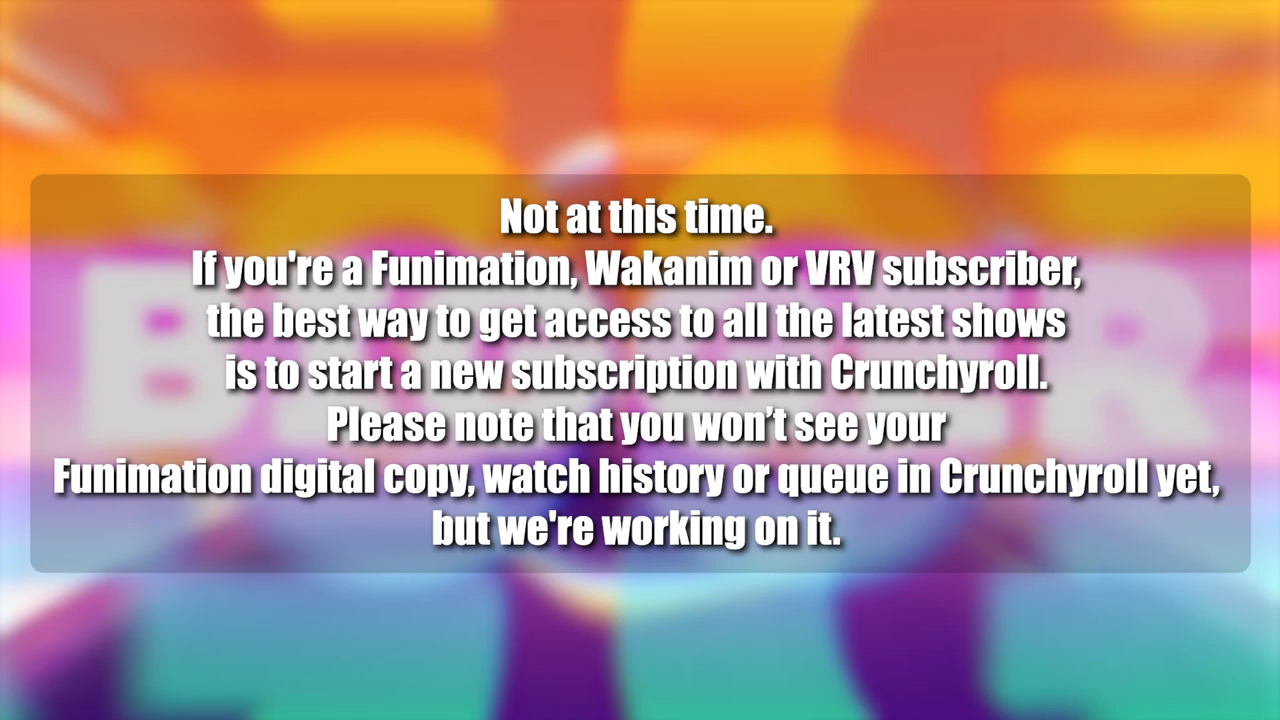 Not at this time.
If you're a Funimation, Wakanim or VRV subscriber,
the best way to get access to all the latest shows
is to start a new subscription with Crunchyroll.
Please note that you won’t see your
Funimation digital copy, watch history or queue in Crunchyroll yet,
but we're working on it.